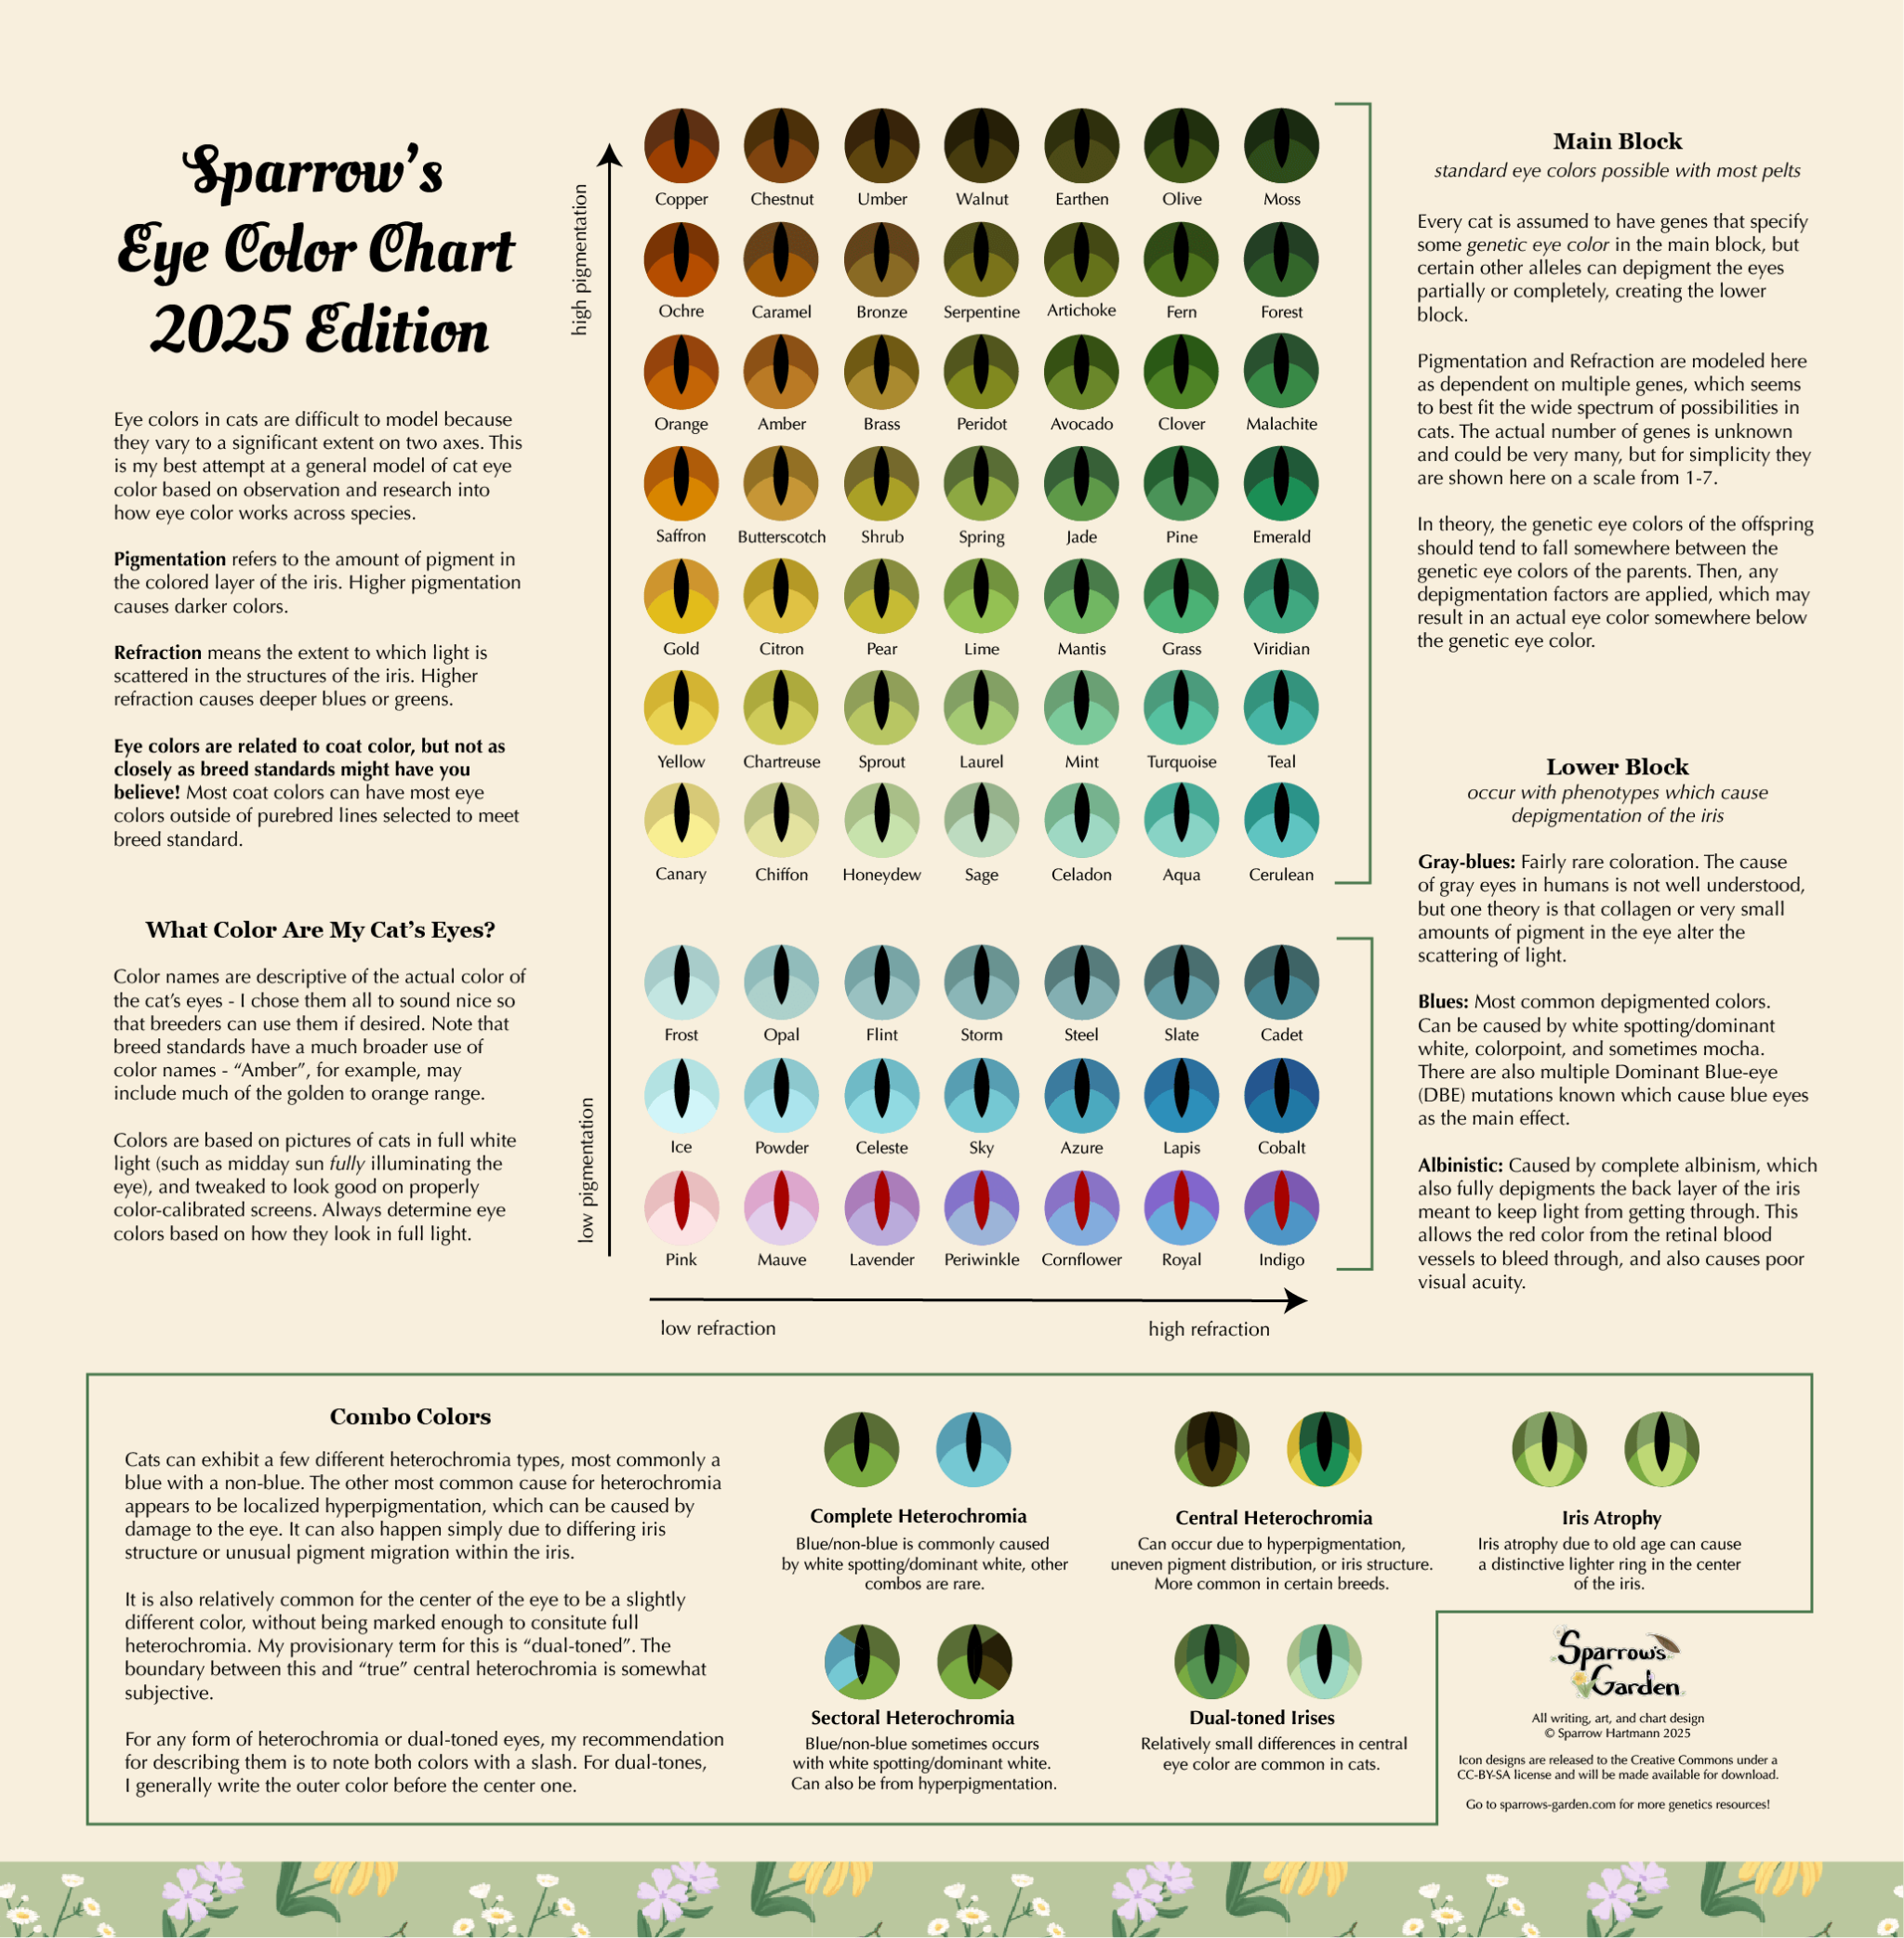 Sparrow's
Eye Color Chart
2025 Edition
Eye colors in cats are difficult to model because
they vary to a significant extent on two axes. This
is my best attempt at a general model of cat eye
color based on observation and research into
how eye color works across species.
Pigmentation refers to the amount of pigment in
the colored layer of the iris. Higher pigmentation
causes darker colors.
Refraction means the extent to which light is
scattered in the structures of the iris. Higher
refraction causes deeper blues or greens.
Eye colors are related to coat color, but not as
closely as breed standards might have you
believe! Most coat colors can have most eye
colors outside of purebred lines selected to meet
breed standard.
What Color Are My Cat's Eyes?
Color names are descriptive of the actual color of
the cat's eyes - I chose them all to sound nice so
that breeders can use them if desired. Note that
breed standards have a much broader use of
color names - "Amber", for example, may
include much of the golden to orange range.
Colors are based on pictures of cats in full white
light (such as midday sun fully illuminating the
eye), and tweaked to look good on properly
color-calibrated screens. Always determine eye
colors based on how they look in full light.
high pigmentation
low pigmentation
Copper Chestnut Umber Walnut Earthen Olive Moss
Ochre Caramel Bronze Serpentine Artichoke Fern Forest
Orange Amber Brass Peridot Avocado Clover Malachite
Saffron Butterscotch Shrub Spring Jade Pine Emerald
Gold Citron Pear Lime Mantis Grass Viridian
Yellow Chartreuse Sprout Laurel Mint Turquoise Teal
Canary Chiffon Honeydew Sage Celadon Aqua Cerulean
Frost Opal Flint Storm Steel Slate Cadet
Ice Powder Celeste Sky Azure Lapis Cobalt
Pink Mauve Lavender Periwinkle Cornflower Royal Indigo
low refraction high refraction
Main Block
standard eye colors possible with most pelts
Every cat is assumed to have genes that specify
some genetic eye color in the main block, but
certain other alleles can depigment the eyes
partially or completely, creating the lower
block.
Pigmentation and Refraction are modeled here
as dependent on multiple genes, which seems
to best fit the wide spectrum of possibilities in
cats. The actual number of genes is unknown
and could be very many, but for simplicity they
are shown here on a scale from 1-7.
In theory, the genetic eye colors of the offspring
should tend to fall somewhere between the
genetic eye colors of the parents. Then, any
depigmentation factors are applied, which may
result in an actual eye color somewhere below
the genetic eye color.
Lower Block
occur with phenotypes which cause
depigmentation of the iris
Gray-blues: Fairly rare coloration. The cause
of gray eyes in humans is not well understood,
but one theory is that collagen or very small
amounts of pigment in the eye alter the
scattering of light.
Blues: Most common depigmented colors.
Can be caused by white spotting/dominant
white, colorpoint, and sometimes mocha.
There are also multiple Dominant Blue-eye
(DBE) mutations known which cause blue eyes
as the main effect.
Albinistic: Caused by complete albinism, which
also fully depigments the back layer of the iris
meant to keep light from getting through. This
allows the red color from the retinal blood
vessels to bleed through, and also causes poor
visual acuity.
Combo Colors
Cats can exhibit a few different heterochromia types, most commonly a
blue with a non-blue. The other most common cause for heterochromia
appears to be localized hyperpigmentation, which can be caused by
damage to the eye. It can also happen simply due to differing iris
structure or unusual pigment migration within the iris.
It is also relatively common for the center of the eye to be a slightly
different color, without being marked enough to consitute full
heterochromia. My provisionary term for this is "dual-toned". The
boundary between this and "true" central heterochromia is somewhat
subjective.
For any form of heterochromia or dual-toned eyes, my recommendation
for describing them is to note both colors with a slash. For dual-tones,
I generally write the outer color before the center one.
Complete Heterochromia
Blue/non-blue is commonly caused
by white spotting/dominant white, other
combos are rare.
Central Heterochromia
Can occur due to hyperpigmentation,
uneven pigment distribution, or iris structure.
More common in certain breeds.
Iris Atrophy
Iris atrophy due to old age can cause
a distinctive lighter ring in the center
of the iris.
Sectoral Heterochromia
Blue/non-blue sometimes occurs
with white spotting/dominant white.
Can also be from hyperpigmentation.
Dual-toned Irises
Relatively small differences in central
eye color are common in cats.
Sparrow's
Garden
All writing, art, and chart design
© Sparrow Hartmann 2025
Icon designs are released to the Creative Commons under a
CC-BY-SA license and will be made available for download.
Go to sparrows-garden.com for more genetics resources!